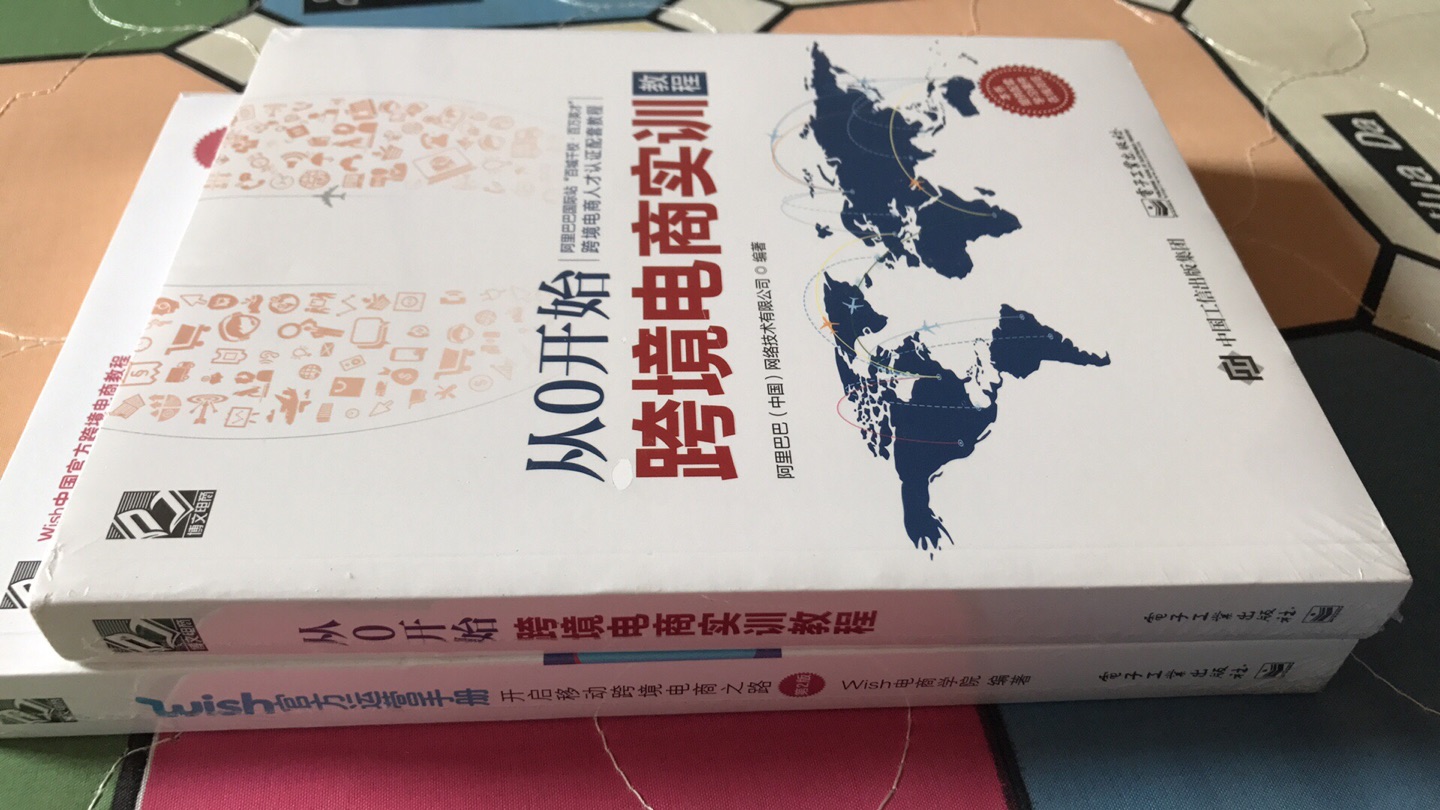 从0开始
阿里巴巴国际站“百城千校·百万英才”
跨境电商人才认证配套教程
跨境电商实训
教程
阿里巴巴（中国）网络技术有限公司◎编著
博文电商
中国工信出版集团
电子工业出版社
从0开始 跨境电商实训教程
电子工业出版社
Wish中国官方跨境电商教程
Wish官方运营手册
开启移动跨境电商之路
第2版
Wish电商学院 编著
电子工业出版社
Hua Da